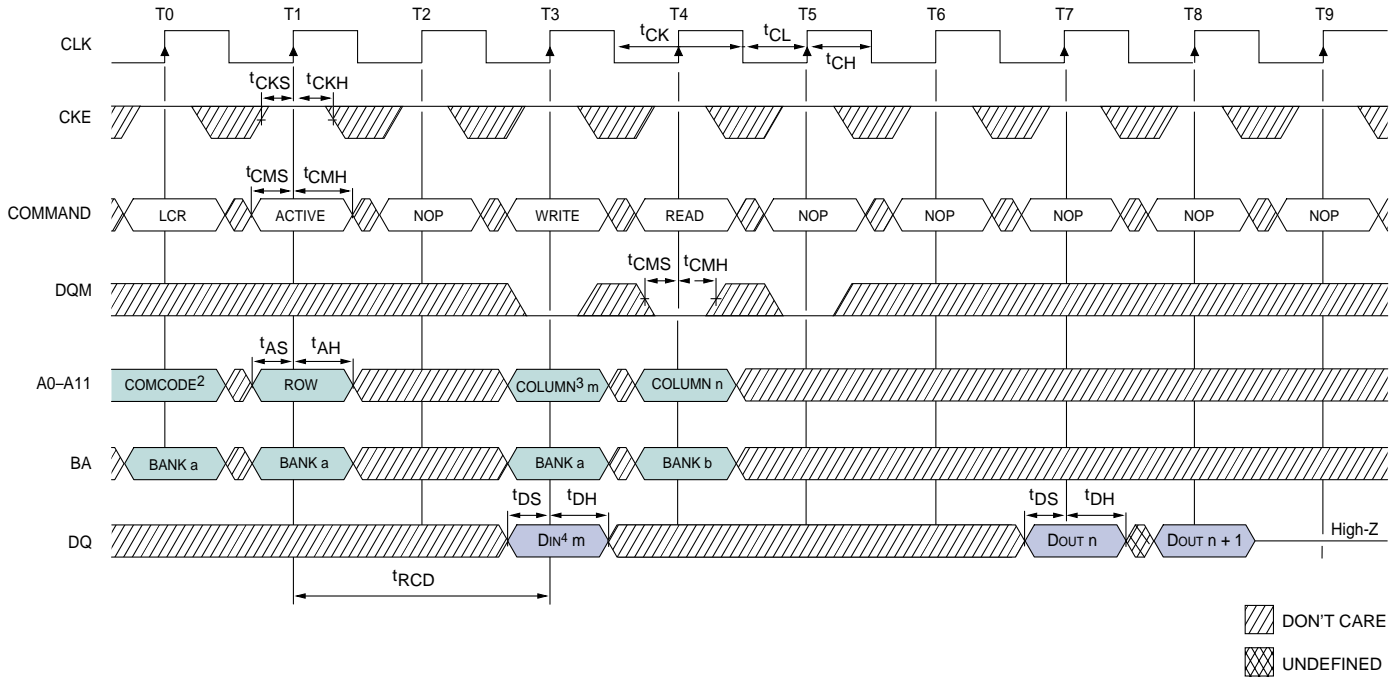 T0 T1 T2 T3 T4 T5 T6 T7 T8 T9
CLK
tCK tCL
tCH
tCKS tCKH
CKE
tCMS tCMH
COMMAND LCR ACTIVE NOP WRITE READ NOP NOP NOP NOP NOP
tCMS tCMH
DQM
tAS tAH
A0–A11 COMCODE2 ROW COLUMN3 m COLUMN n
BA BANK a BANK a BANK a BANK b
tDS tDH tDS tDH
DQ DIN4 m DOUT n DOUT n + 1 High-Z
tRCD
DON'T CARE
UNDEFINED